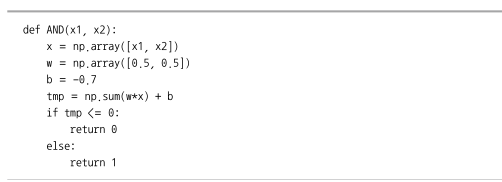 def AND(x1, x2):
    x = np.array([x1, x2])
    w = np.array([0.5, 0.5])
    b = -0.7
    tmp = np.sum(w*x) + b
    if tmp <= 0:
        return 0
    else:
        return 1